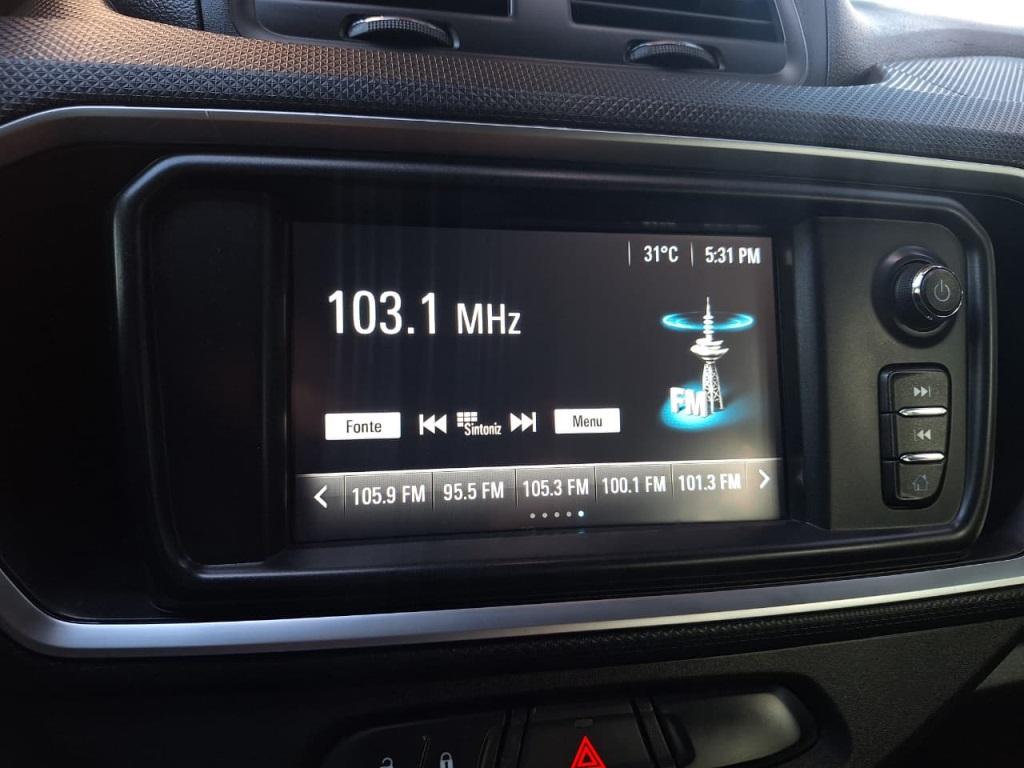 31°C 5:31 PM
103.1 MHz
FM
Fonte Sintoniz Menu
105.9 FM 95.5 FM 105.3 FM 100.1 FM 101.3 FM